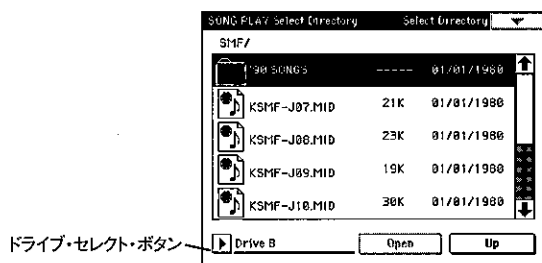 SONG PLAY Select Directory Select Directory
SMF/
'90 SONGS ----- 01/01/1980
KSMF-J07.MID 21K 01/01/1980
KSMF-J08.MID 23K 01/01/1980
KSMF-J09.MID 19K 01/01/1980
KSMF-J10.MID 30K 01/01/1980
ドライブ・セレクト・ボタン Drive B Open Up